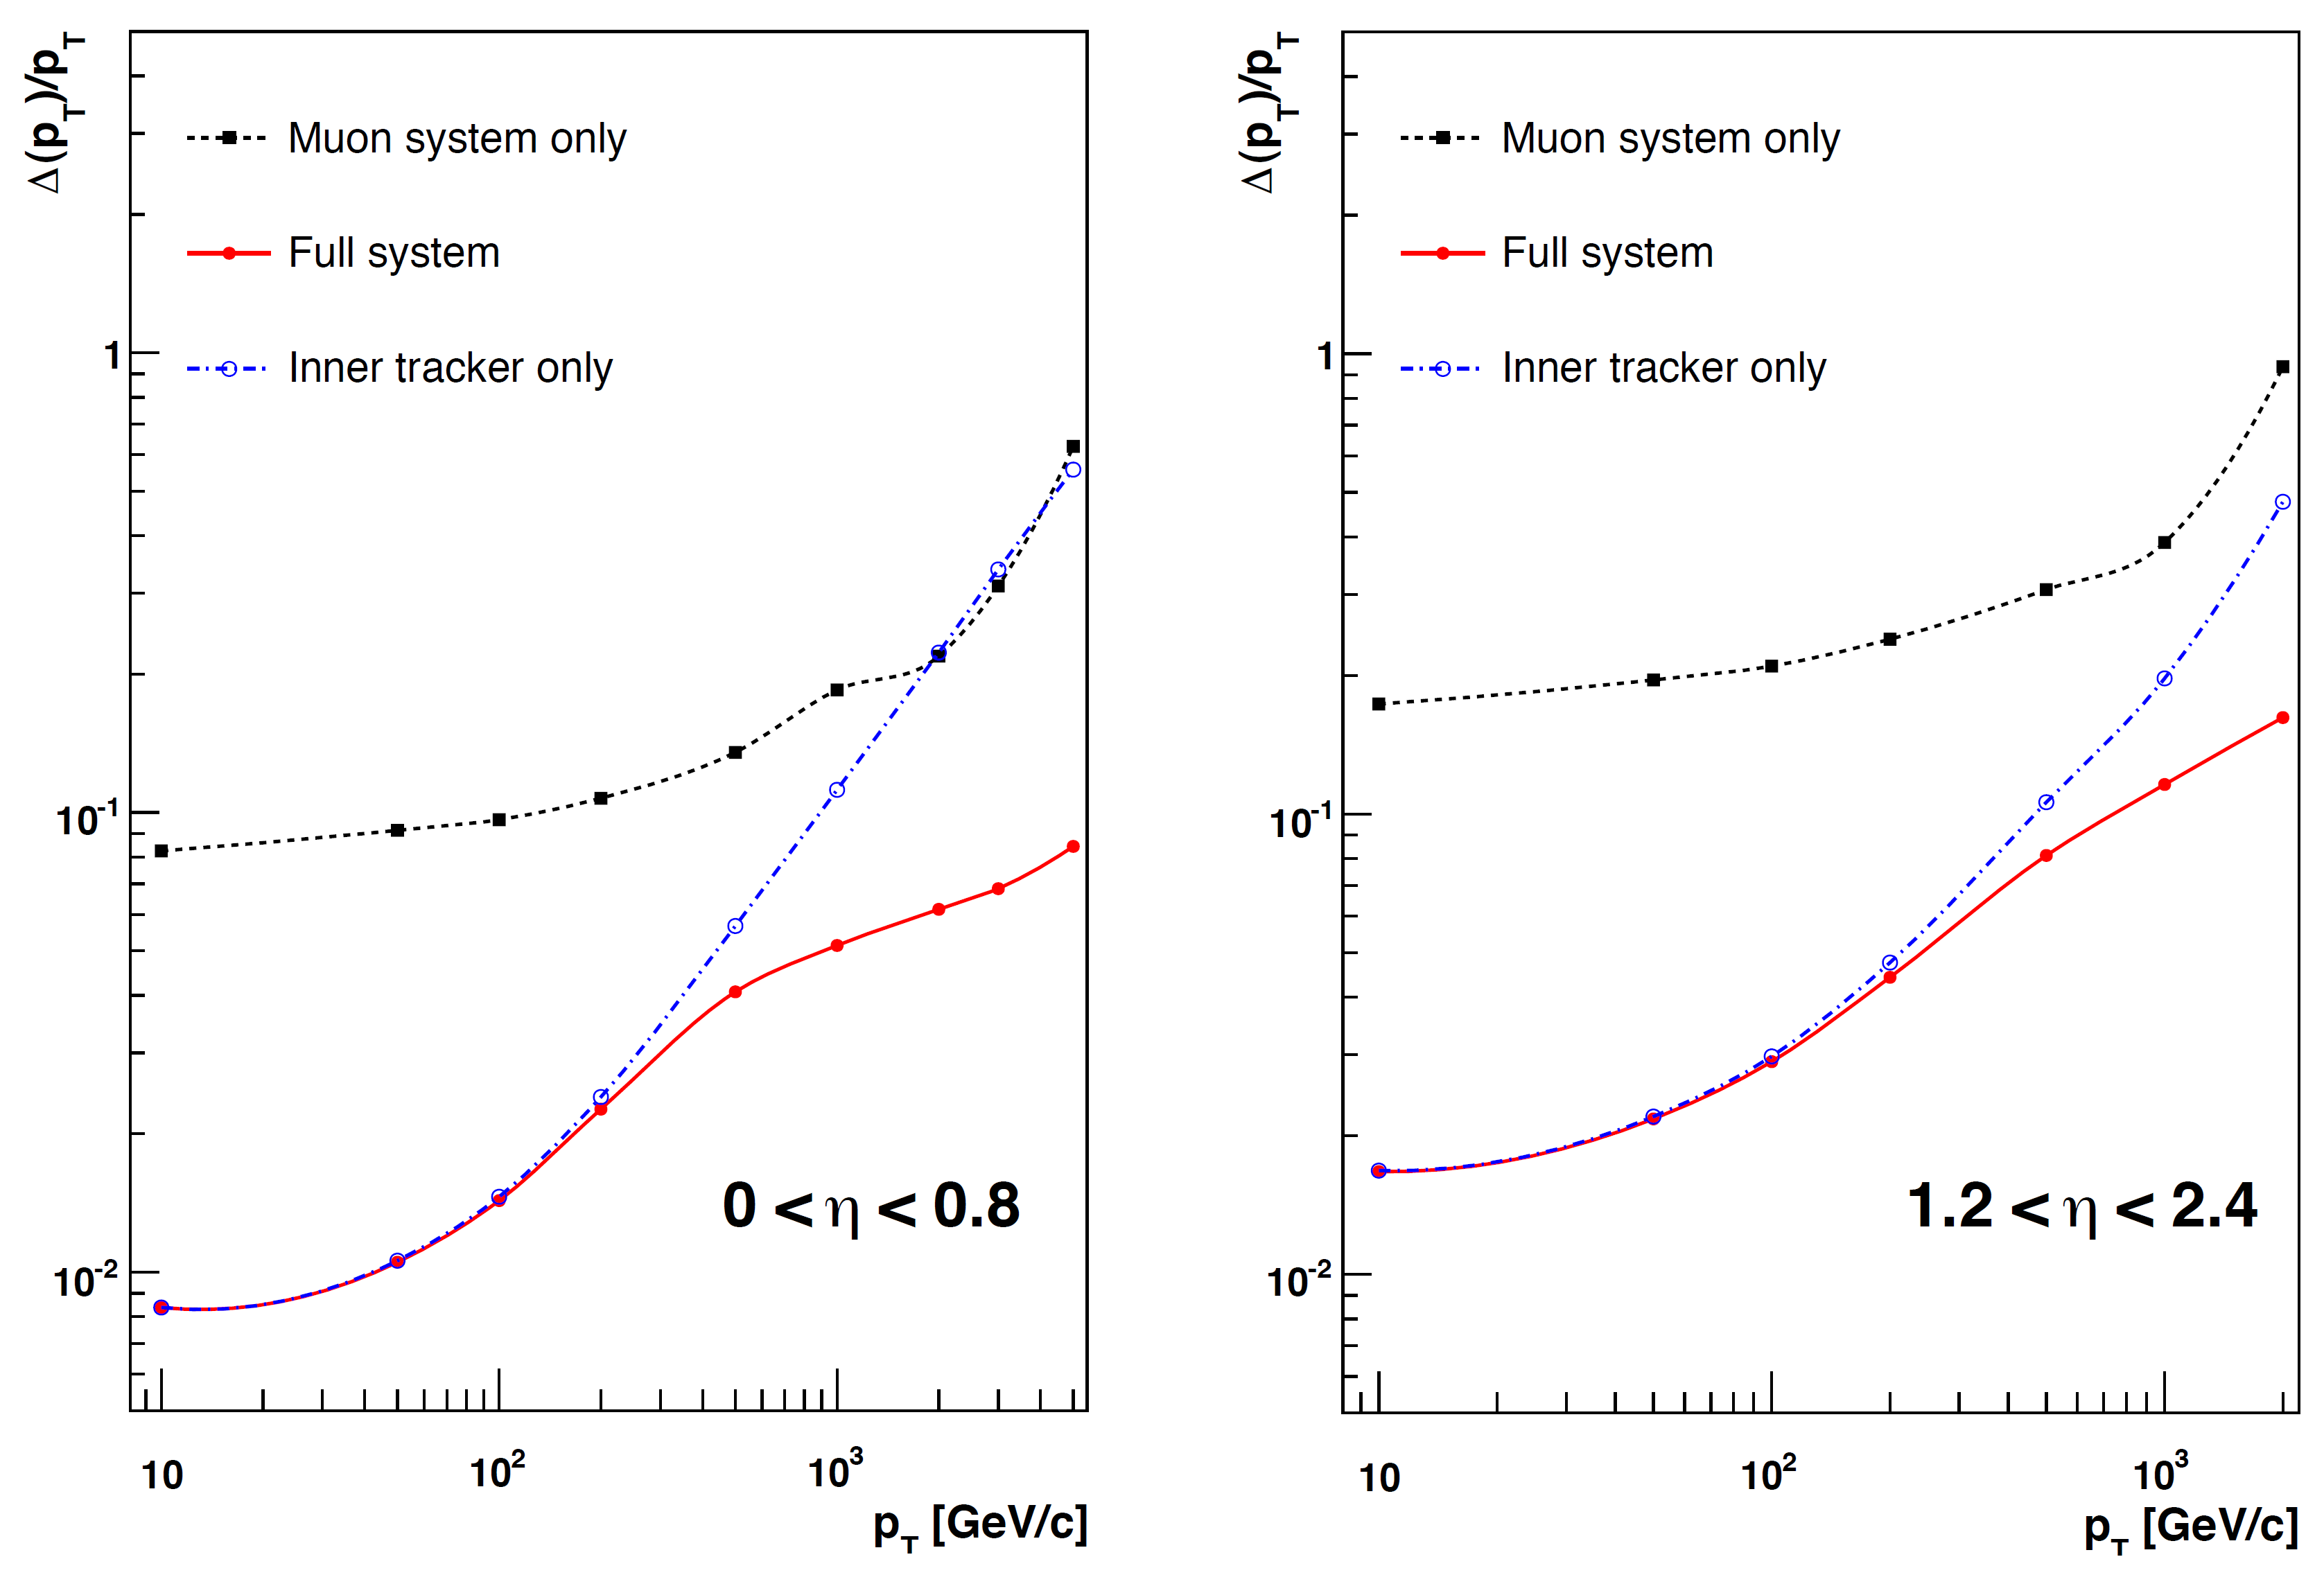 Δ(p_T)/p_T
Muon system only
Full system
Inner tracker only
1
10^-1
10^-2
0 < η < 0.8
10 10^2 10^3
p_T [GeV/c]
Δ(p_T)/p_T
Muon system only
Full system
Inner tracker only
1
10^-1
10^-2
1.2 < η < 2.4
10 10^2 10^3
p_T [GeV/c]